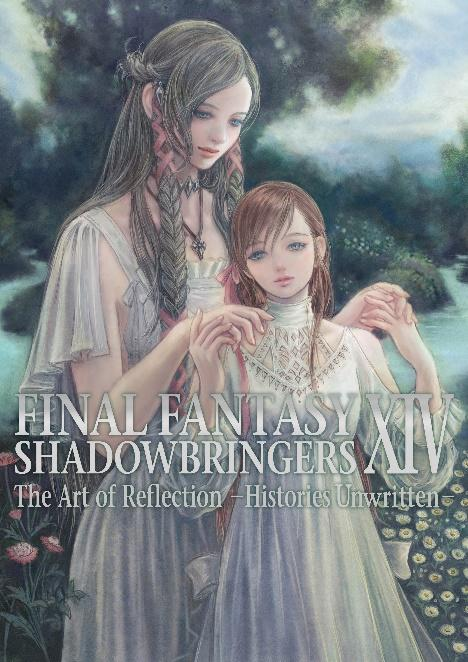 FINAL FANTASY XIV
SHADOWBRINGERS
The Art of Reflection -Histories Unwritten-